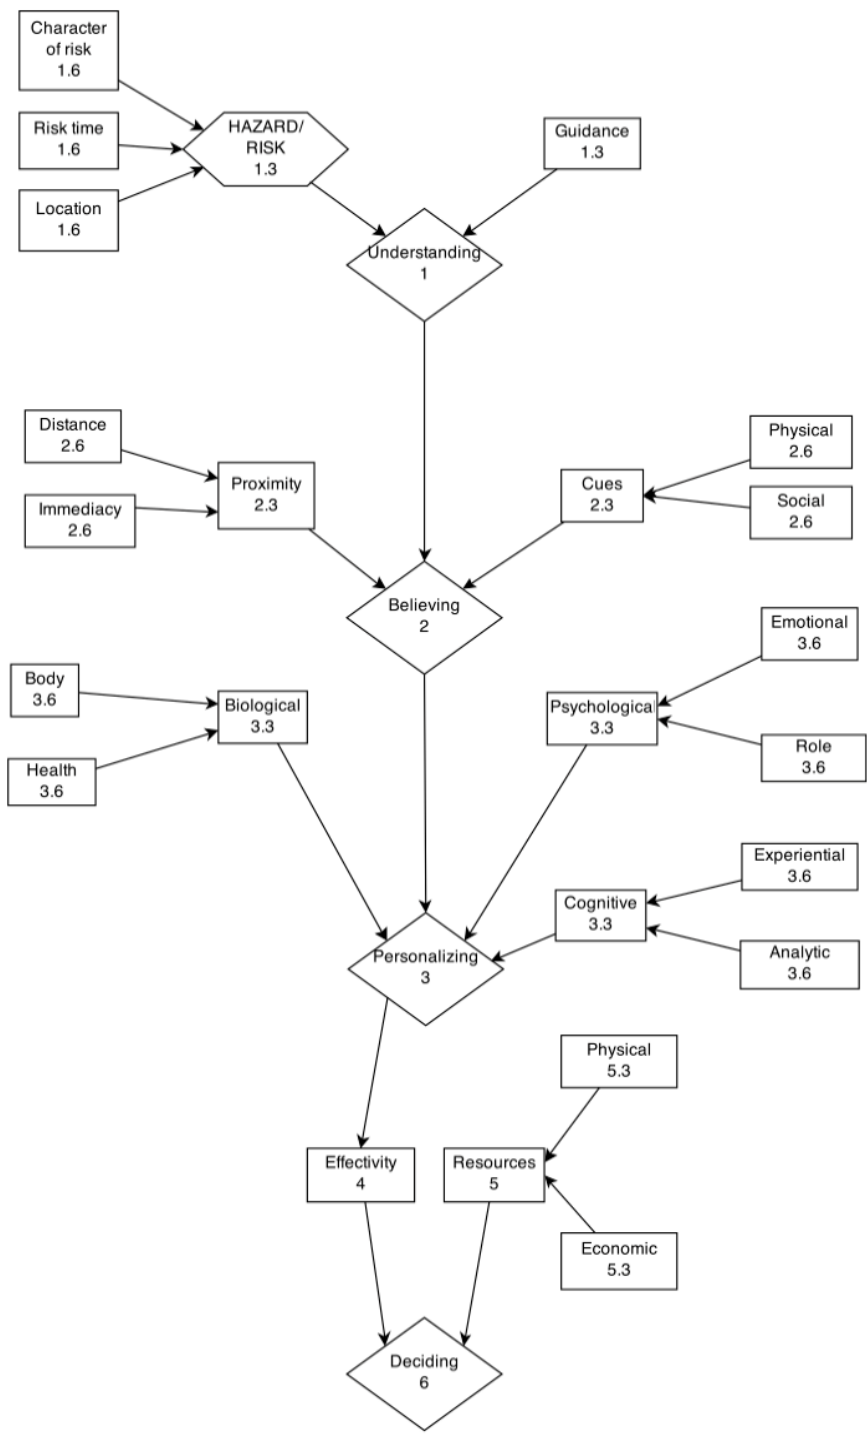 Character
of risk
1.6
Risk time
1.6
Location
1.6
HAZARD/
RISK
1.3
Guidance
1.3
Understanding
1
Distance
2.6
Immediacy
2.6
Proximity
2.3
Cues
2.3
Physical
2.6
Social
2.6
Believing
2
Body
3.6
Health
3.6
Biological
3.3
Psychological
3.3
Emotional
3.6
Role
3.6
Experiential
3.6
Cognitive
3.3
Analytic
3.6
Personalizing
3
Physical
5.3
Effectivity
4
Resources
5
Economic
5.3
Deciding
6